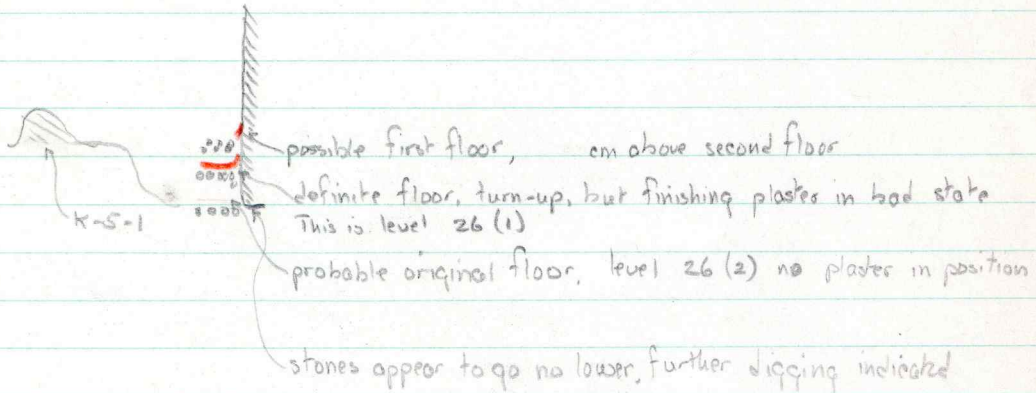 possible first floor, cm above second floor
definite floor, turn-up, but finishing plaster in bad state
This is level 26 (1)
K-5-1
probable original floor, level 26 (2) no plaster in position
stones appear to go no lower, further digging indicated